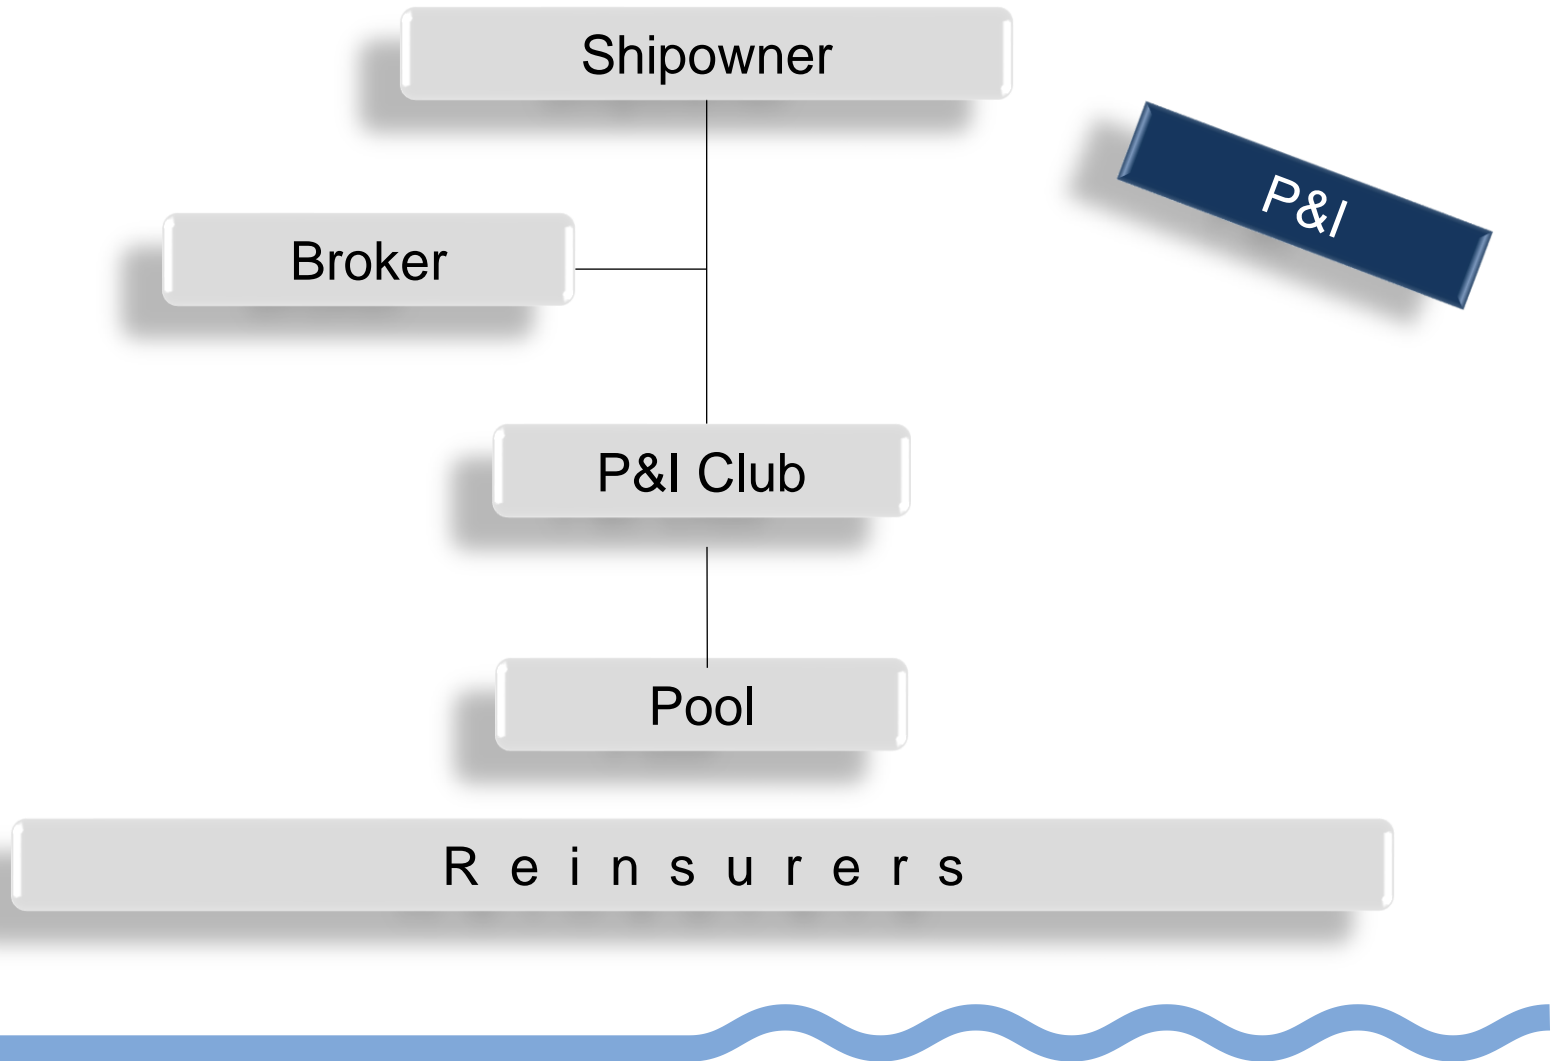 Shipowner
P&I
Broker
P&I Club
Pool
R e i n s u r e r s